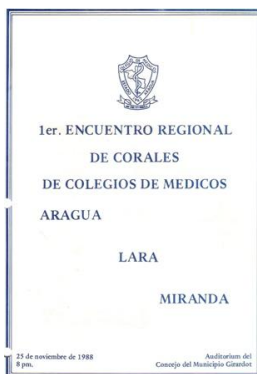 1er. ENCUENTRO REGIONAL
DE CORALES
DE COLEGIOS DE MEDICOS
ARAGUA
LARA
MIRANDA
25 de noviembre de 1988
8 pm.
Auditorium del
Concejo del Municipio Girardot